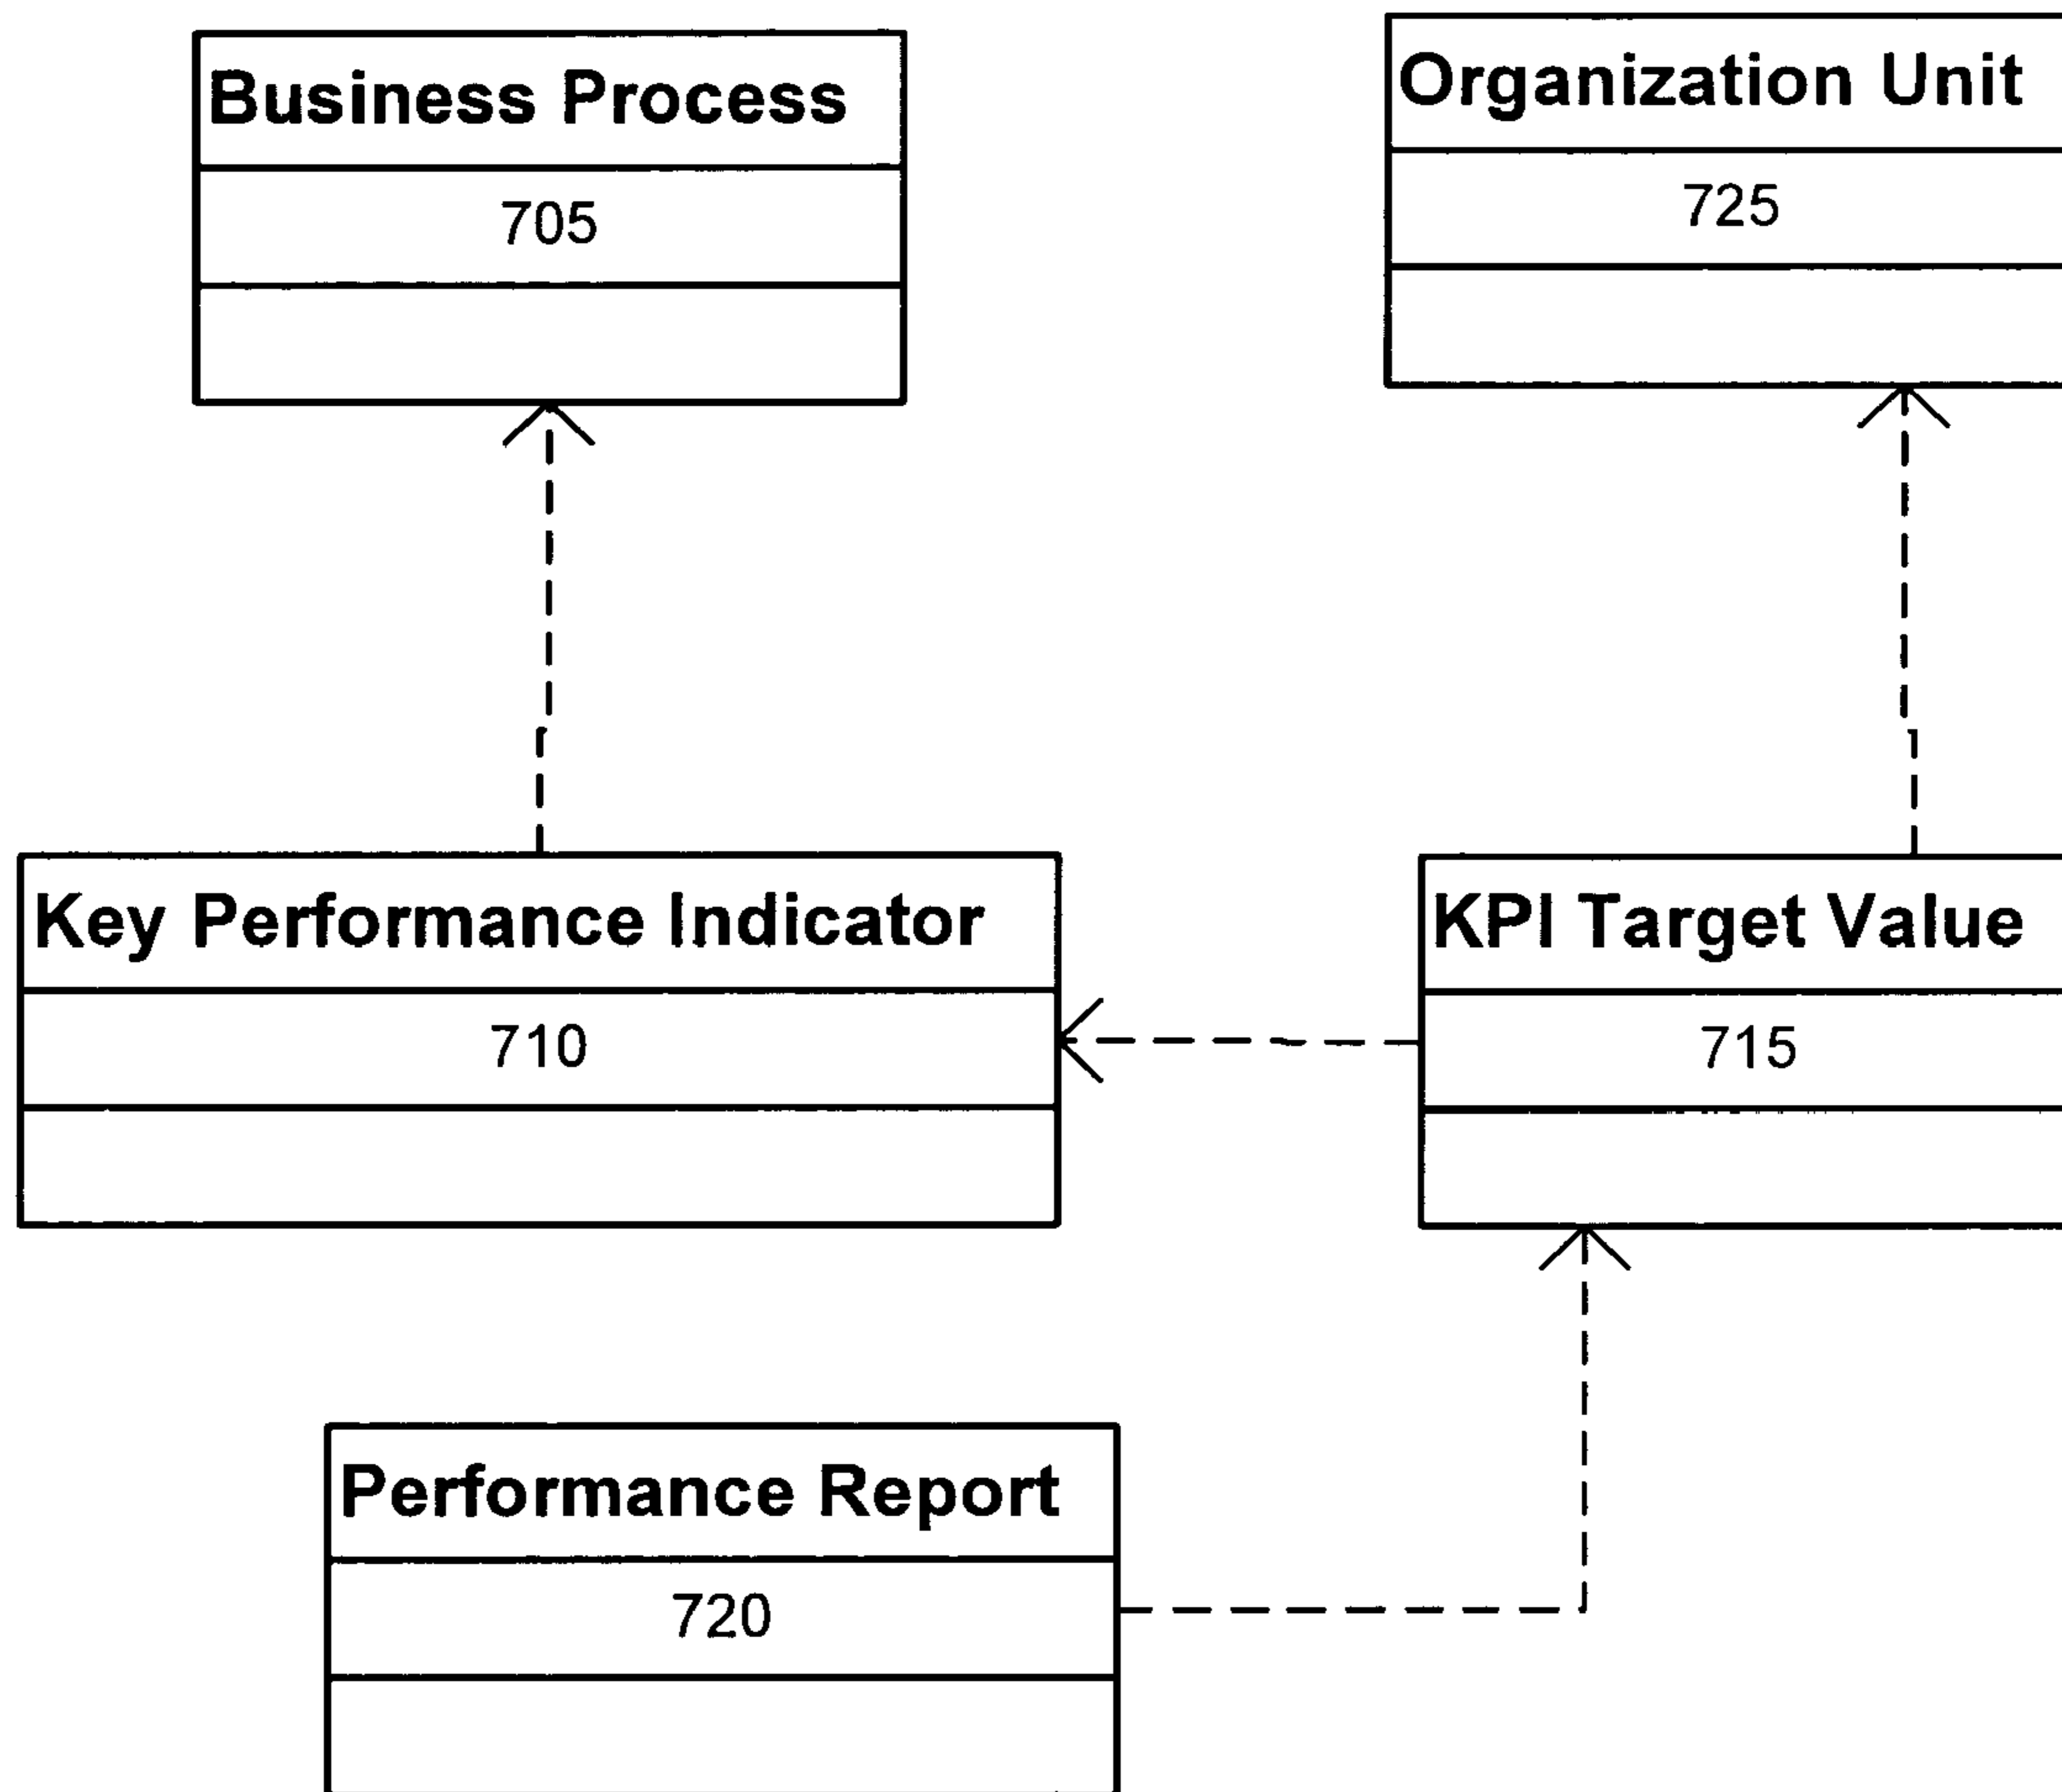 Business Process
705
Organization Unit
725
Key Performance Indicator
710
KPI Target Value
715
Performance Report
720